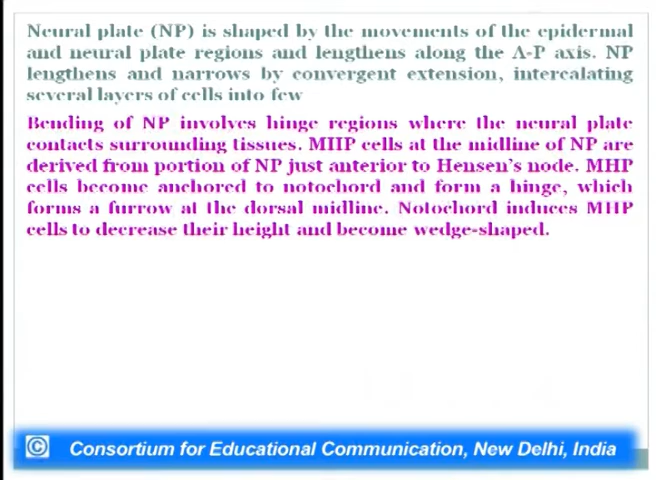 Neural plate (NP) is shaped by the movements of the epidermal
and neural plate regions and lengthens along the A-P axis. NP
lengthens and narrows by convergent extension, intercalating
several layers of cells into few
Bending of NP involves hinge regions where the neural plate
contacts surrounding tissues. MHP cells at the midline of NP are
derived from portion of NP just anterior to Hensen's node. MHP
cells become anchored to notochord and form a hinge, which
forms a furrow at the dorsal midline. Notochord induces MHP
cells to decrease their height and become wedge-shaped.
© Consortium for Educational Communication, New Delhi, India